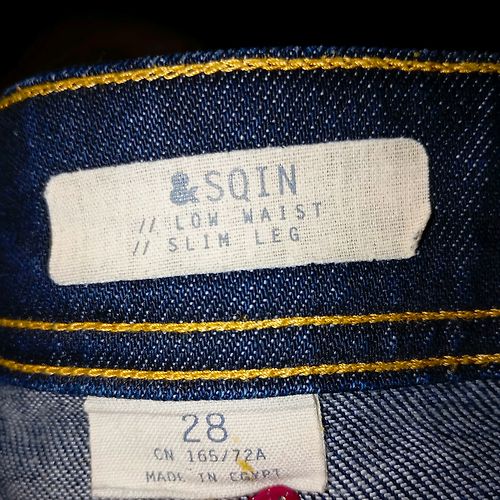 &SQIN
// LOW WAIST
// SLIM LEG
28
CN 165/72A
MADE IN EGYPT